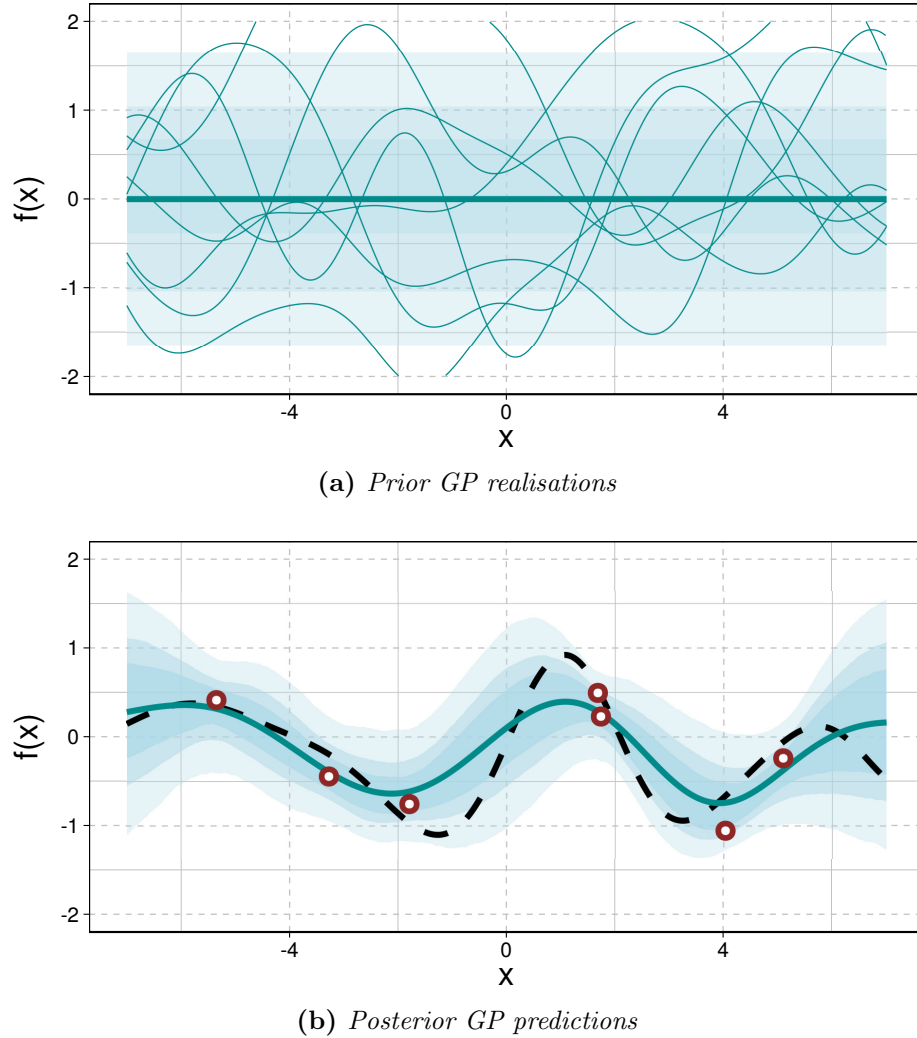 2
1
0
-1
-2
f(x)
-4 0 4
x
(a) Prior GP realisations
2
1
0
-1
-2
f(x)
-4 0 4
x
(b) Posterior GP predictions